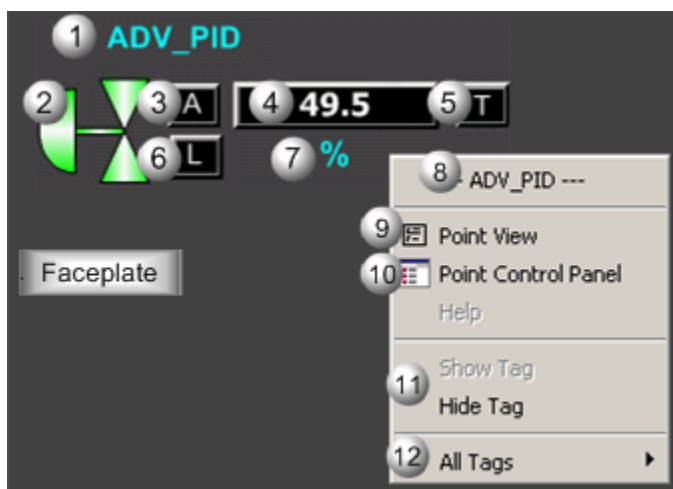 1 ADV_PID
2 3 A 4 49.5 5 T
6 L 7 %
8 - ADV_PID ---
9 Point View
Faceplate
10 Point Control Panel
Help
Show Tag
11
Hide Tag
12 All Tags